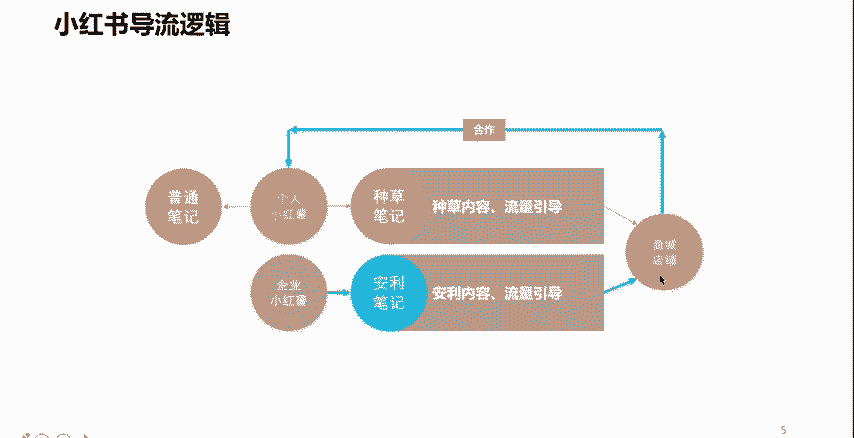 小红书导流逻辑
合作
普通
笔记
个人
小红薯
种草
笔记
种草内容、流量引导
商城
店铺
企业
小红薯
安利
笔记
安利内容、流量引导
5